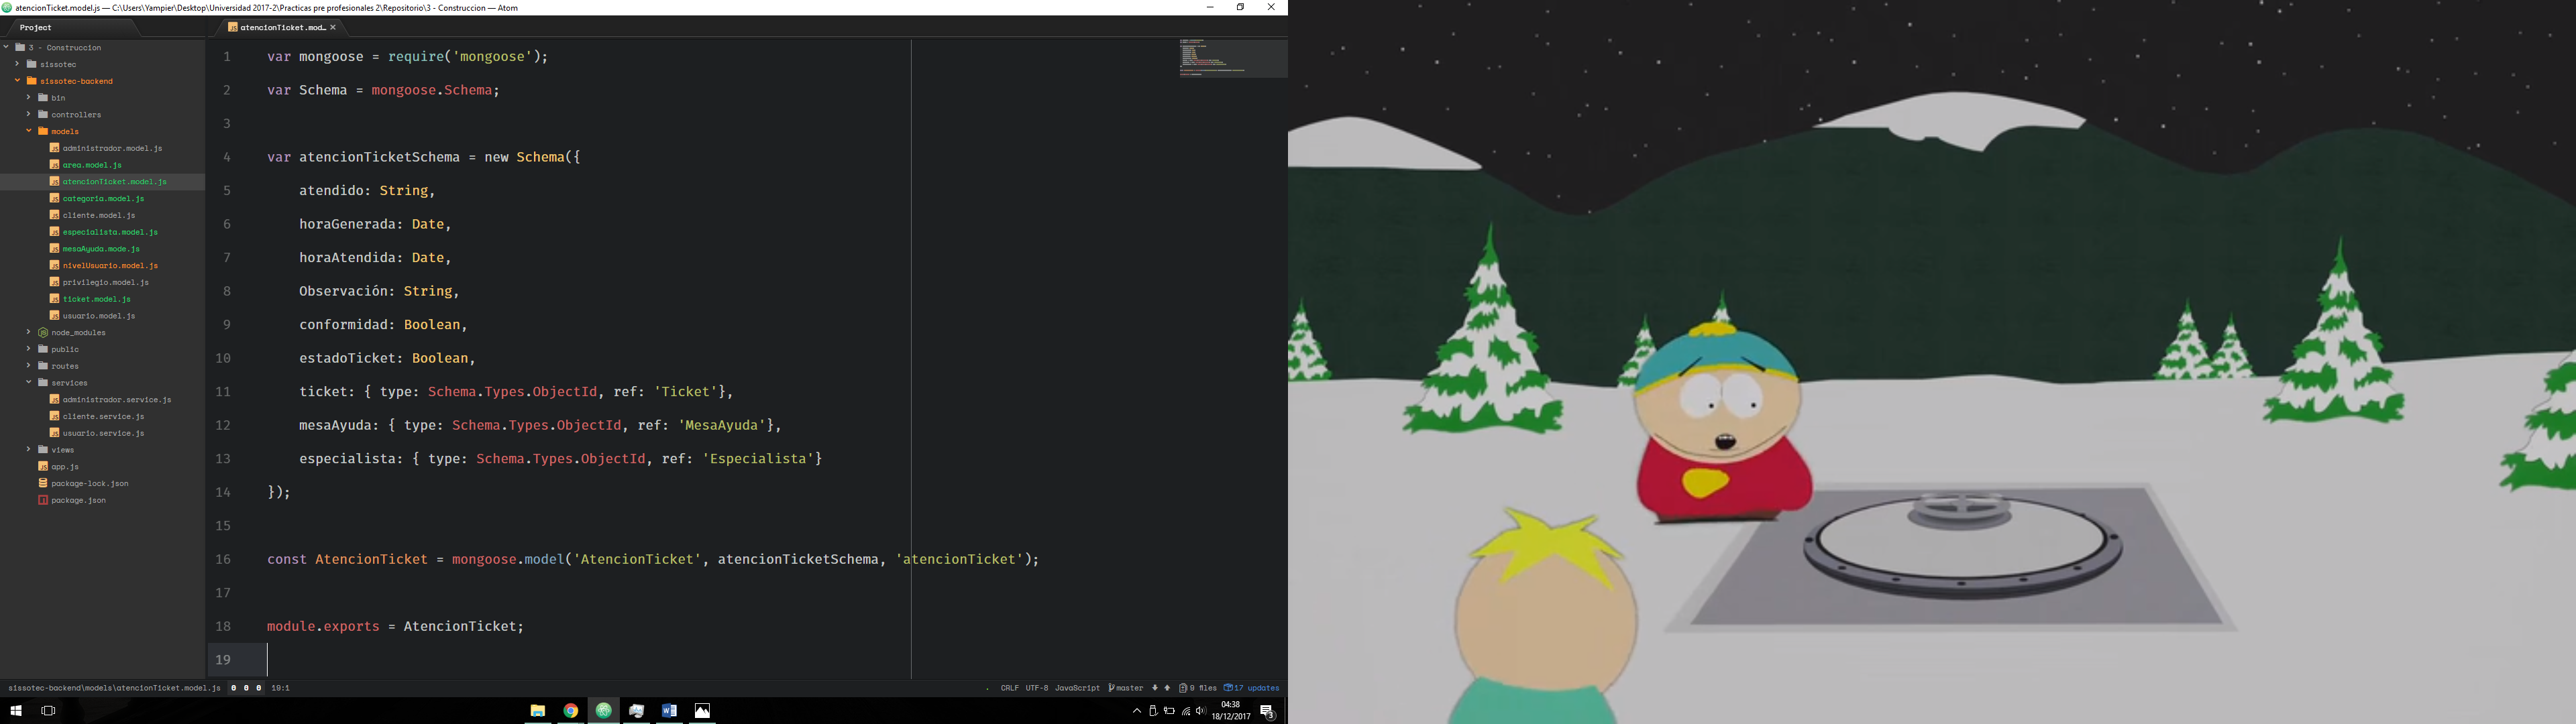 atencionTicket.model.js — C:\Users\Yampier\Desktop\Universidad 2017-2\Practicas pre profesionales 2\Repositorio\3 - Construccion — Atom
Project
atencionTicket.mod…
3 - Construccion
sissotec
sissotec-backend
bin
controllers
models
administrador.model.js
area.model.js
atencionTicket.model.js
categoria.model.js
cliente.model.js
especialista.model.js
mesaAyuda.mode.js
nivelUsuario.model.js
privilegio.model.js
ticket.model.js
usuario.model.js
node_modules
public
routes
services
administrador.service.js
cliente.service.js
usuario.service.js
views
app.js
package-lock.json
package.json
1 var mongoose = require('mongoose');
2 var Schema = mongoose.Schema;
3
4 var atencionTicketSchema = new Schema({
5 atendido: String,
6 horaGenerada: Date,
7 horaAtendida: Date,
8 Observación: String,
9 conformidad: Boolean,
10 estadoTicket: Boolean,
11 ticket: { type: Schema.Types.ObjectId, ref: 'Ticket'},
12 mesaAyuda: { type: Schema.Types.ObjectId, ref: 'MesaAyuda'},
13 especialista: { type: Schema.Types.ObjectId, ref: 'Especialista'}
14 });
15
16 const AtencionTicket = mongoose.model('AtencionTicket', atencionTicketSchema, 'atencionTicket');
17
18 module.exports = AtencionTicket;
19
sissotec-backend\models\atencionTicket.model.js 0 0 0 19:1 . CRLF UTF-8 JavaScript master 9 files 17 updates
04:38
18/12/2017
3